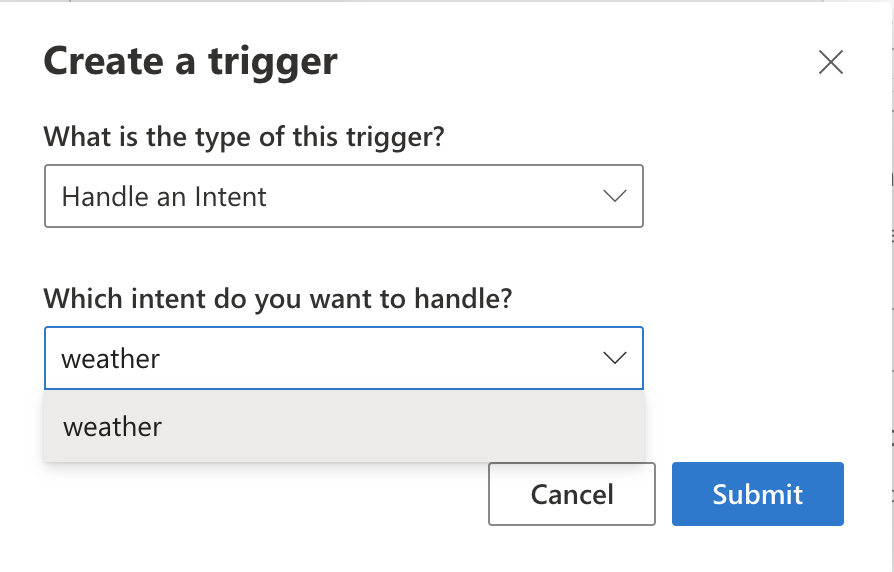 Create a trigger
What is the type of this trigger?
Handle an Intent
Which intent do you want to handle?
weather
weather
Cancel
Submit